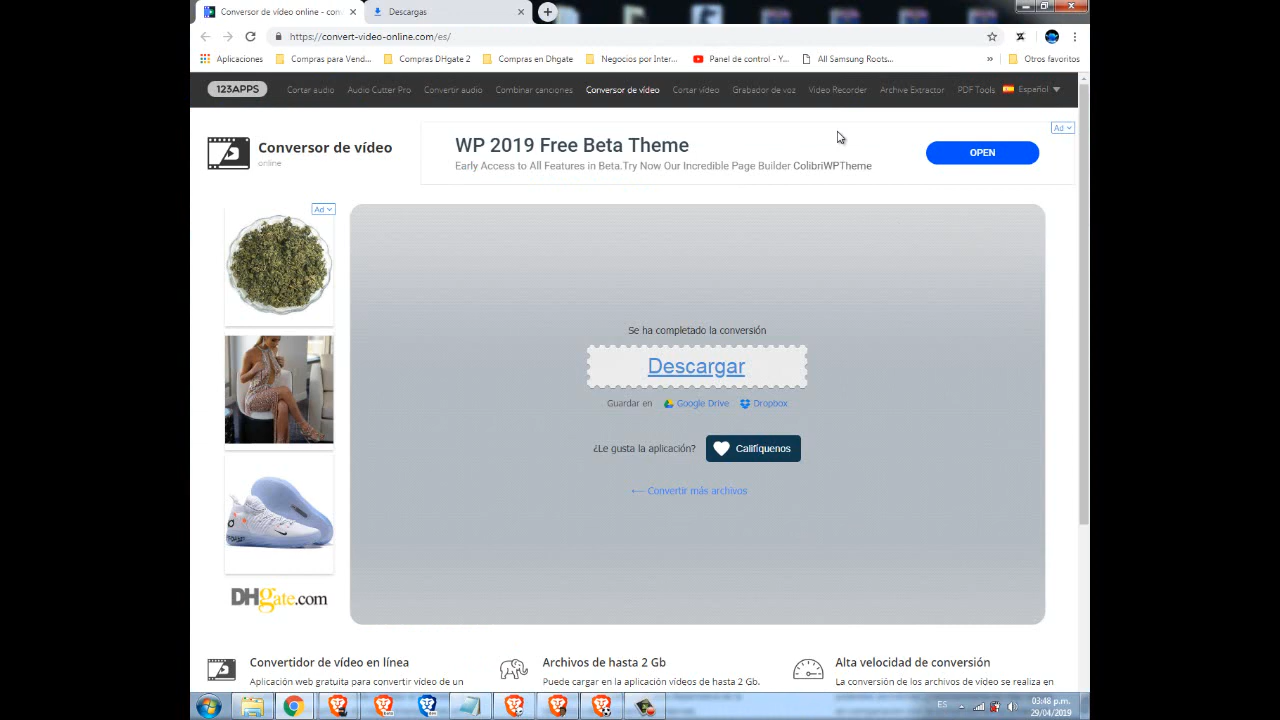 Conversor de vídeo online - con
Descargas
https://convert-video-online.com/es/
Aplicaciones
Compras para Vend...
Compras DHgate 2
Compras en Dhgate
Negocios por Inter...
Panel de control - Y...
All Samsung Roots...
»
Otros favoritos
123APPS
Cortar audio
Audio Cutter Pro
Convertir audio
Combinar canciones
Conversor de vídeo
Cortar vídeo
Grabador de voz
Video Recorder
Archive Extractor
PDF Tools
Español
Conversor de vídeo
online
WP 2019 Free Beta Theme
Early Access to All Features in Beta.Try Now Our Incredible Page Builder ColibriWPTheme
OPEN
Ad
Ad
Se ha completado la conversión
Descargar
Guardar en Google Drive Dropbox
¿Le gusta la aplicación? Califíquenos
← Convertir más archivos
DHgate.com
Convertidor de vídeo en línea
Aplicación web gratuita para convertir vídeo de un
Archivos de hasta 2 Gb
Puede cargar en la aplicación vídeos de hasta 2 Gb.
Alta velocidad de conversión
La conversión de los archivos de vídeo se realiza en
ES
03:48 p.m.
29/04/2019